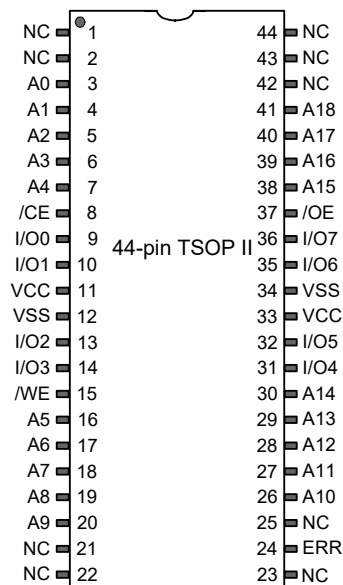 NC 1 44 NC
NC 2 43 NC
A0 3 42 NC
A1 4 41 A18
A2 5 40 A17
A3 6 39 A16
A4 7 38 A15
/CE 8 37 /OE
I/O0 9 44-pin TSOP II 36 I/O7
I/O1 10 35 I/O6
VCC 11 34 VSS
VSS 12 33 VCC
I/O2 13 32 I/O5
I/O3 14 31 I/O4
/WE 15 30 A14
A5 16 29 A13
A6 17 28 A12
A7 18 27 A11
A8 19 26 A10
A9 20 25 NC
NC 21 24 ERR
NC 22 23 NC